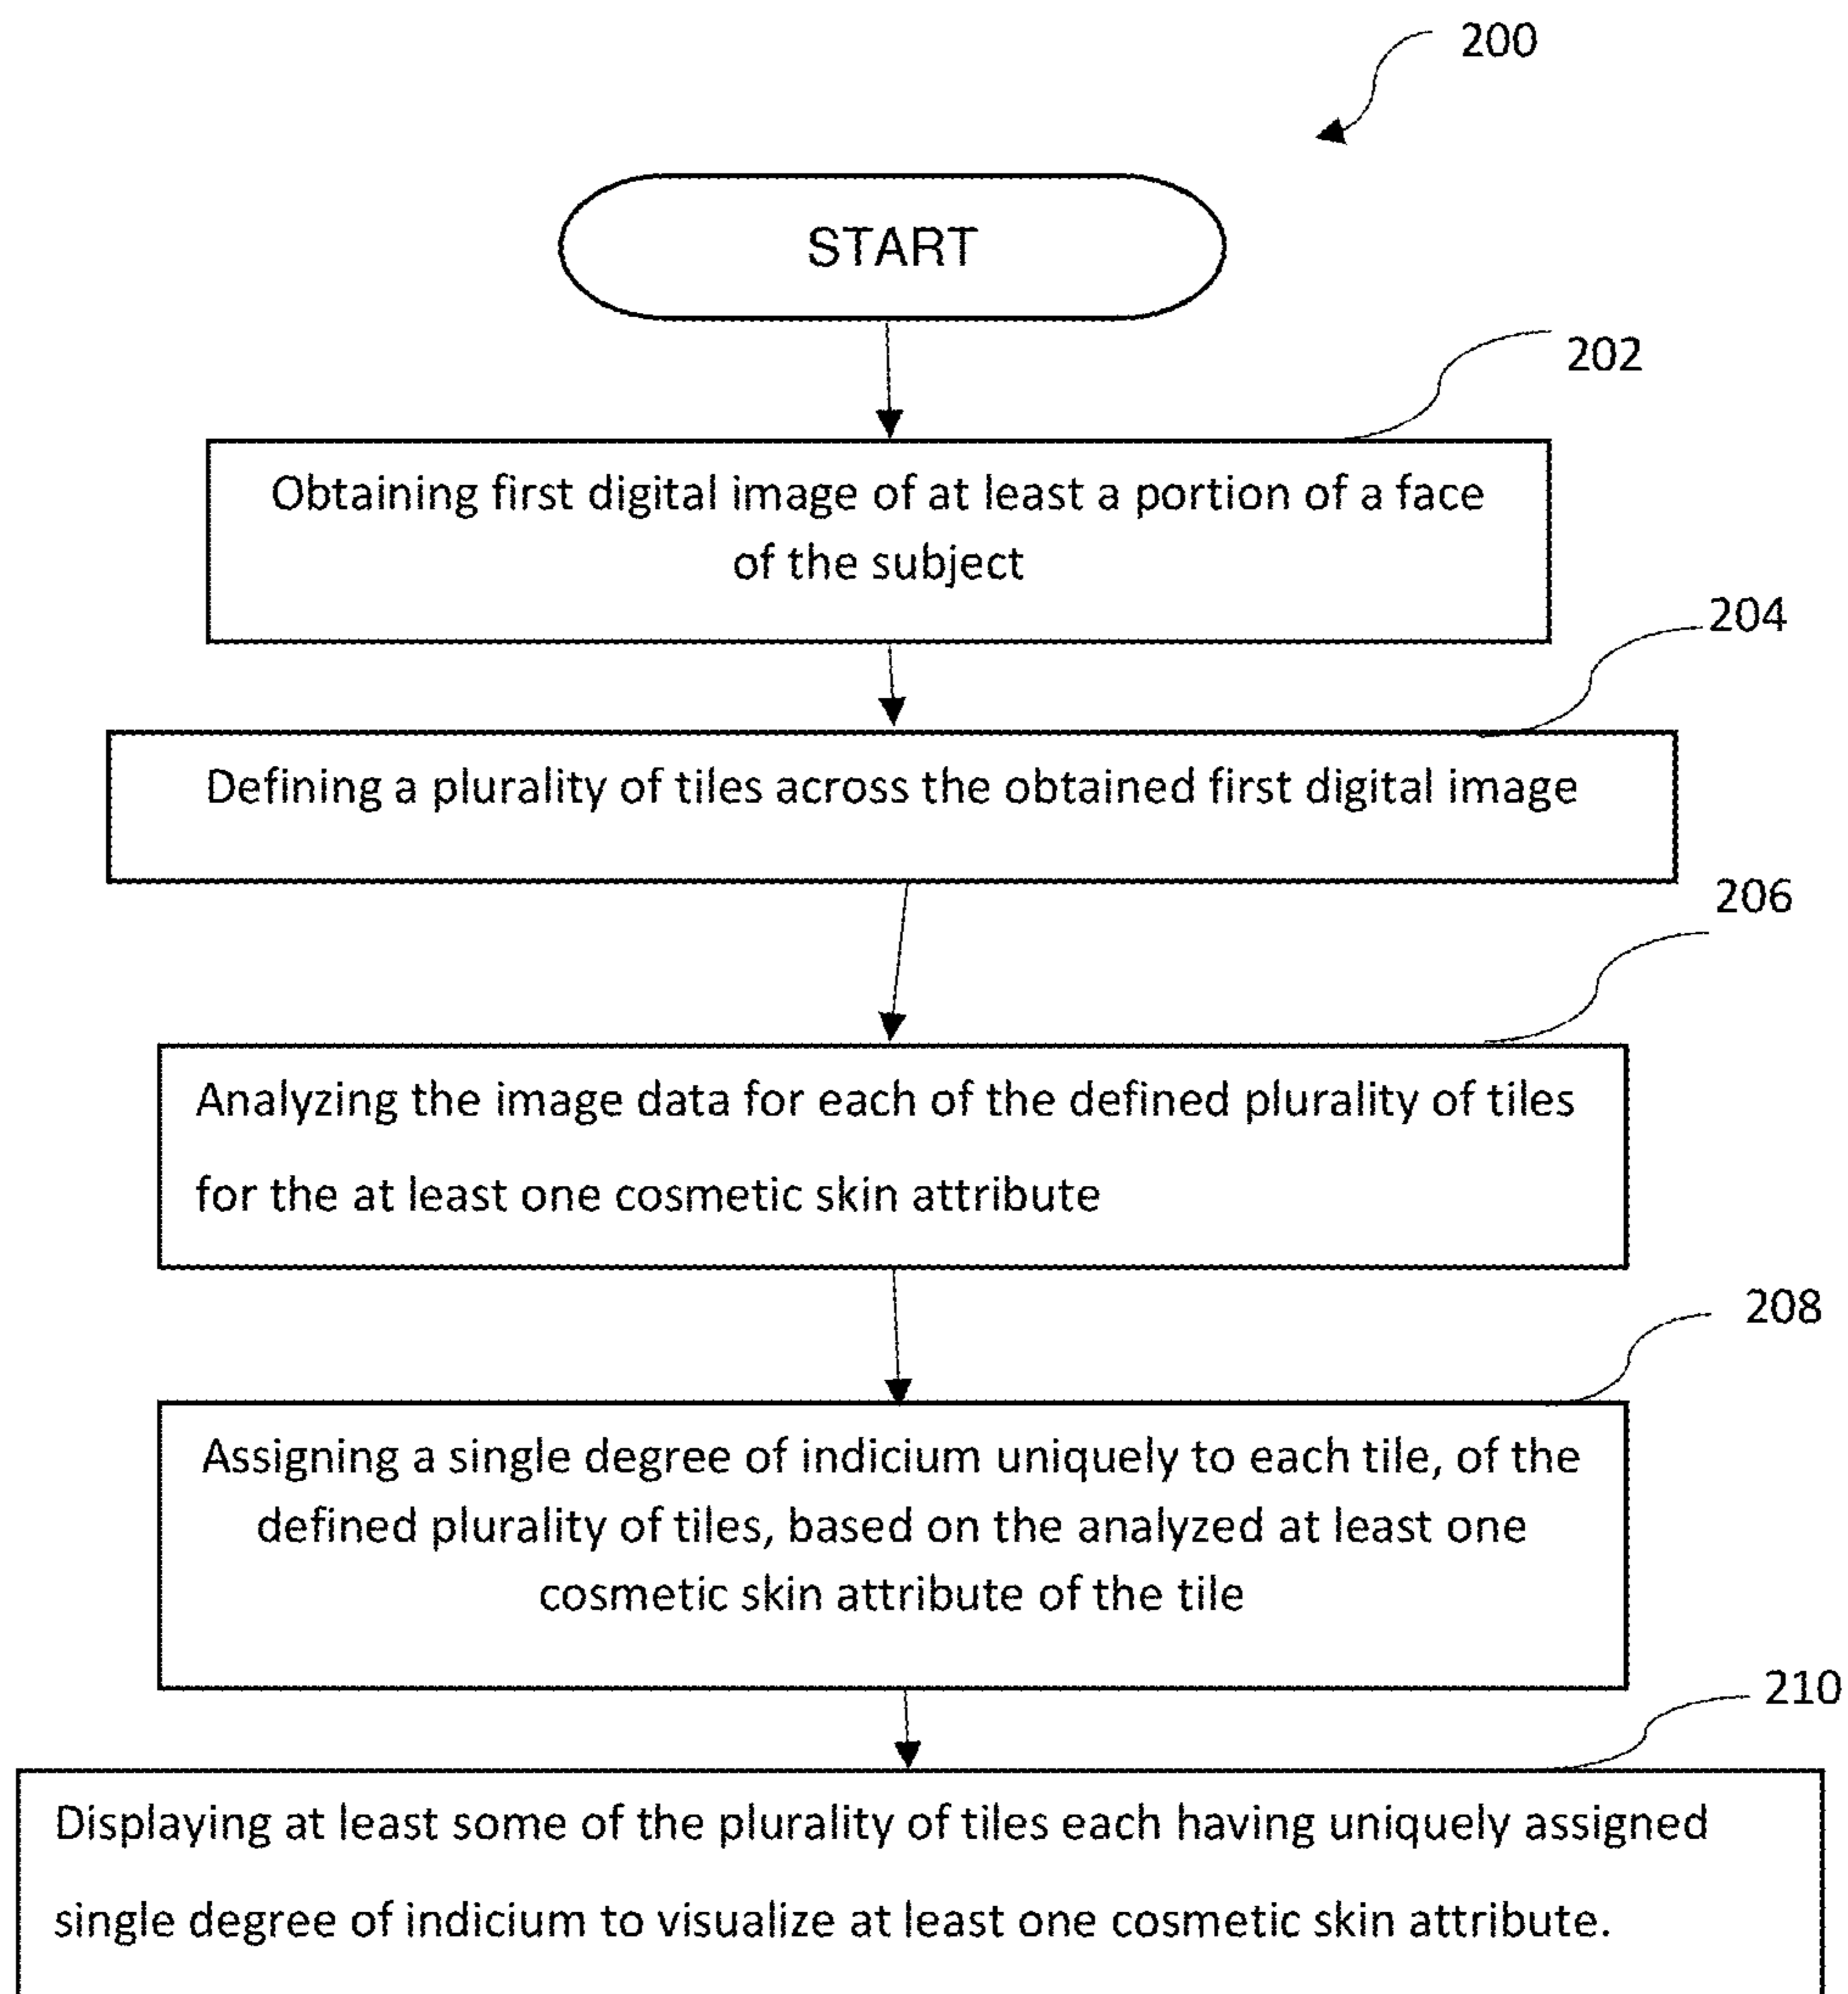 200
START
202
Obtaining first digital image of at least a portion of a face
of the subject
204
Defining a plurality of tiles across the obtained first digital image
206
Analyzing the image data for each of the defined plurality of tiles
for the at least one cosmetic skin attribute
208
Assigning a single degree of indicium uniquely to each tile, of the
defined plurality of tiles, based on the analyzed at least one
cosmetic skin attribute of the tile
210
Displaying at least some of the plurality of tiles each having uniquely assigned
single degree of indicium to visualize at least one cosmetic skin attribute.